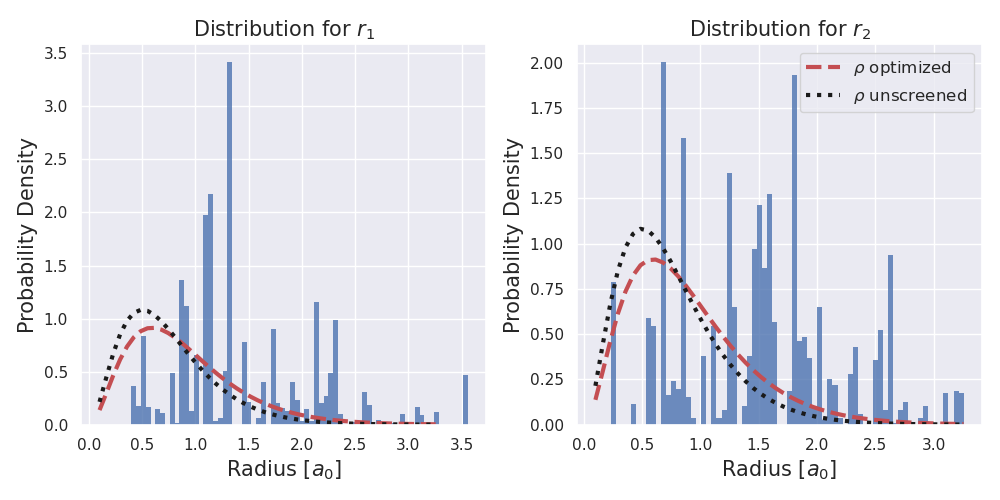 Distribution for r₁
Probability Density
3.5
3.0
2.5
2.0
1.5
1.0
0.5
0.0
0.0 0.5 1.0 1.5 2.0 2.5 3.0 3.5
Radius [a₀]
Distribution for r₂
Probability Density
2.00
1.75
1.50
1.25
1.00
0.75
0.50
0.25
0.00
ρ optimized
ρ unscreened
0.0 0.5 1.0 1.5 2.0 2.5 3.0
Radius [a₀]